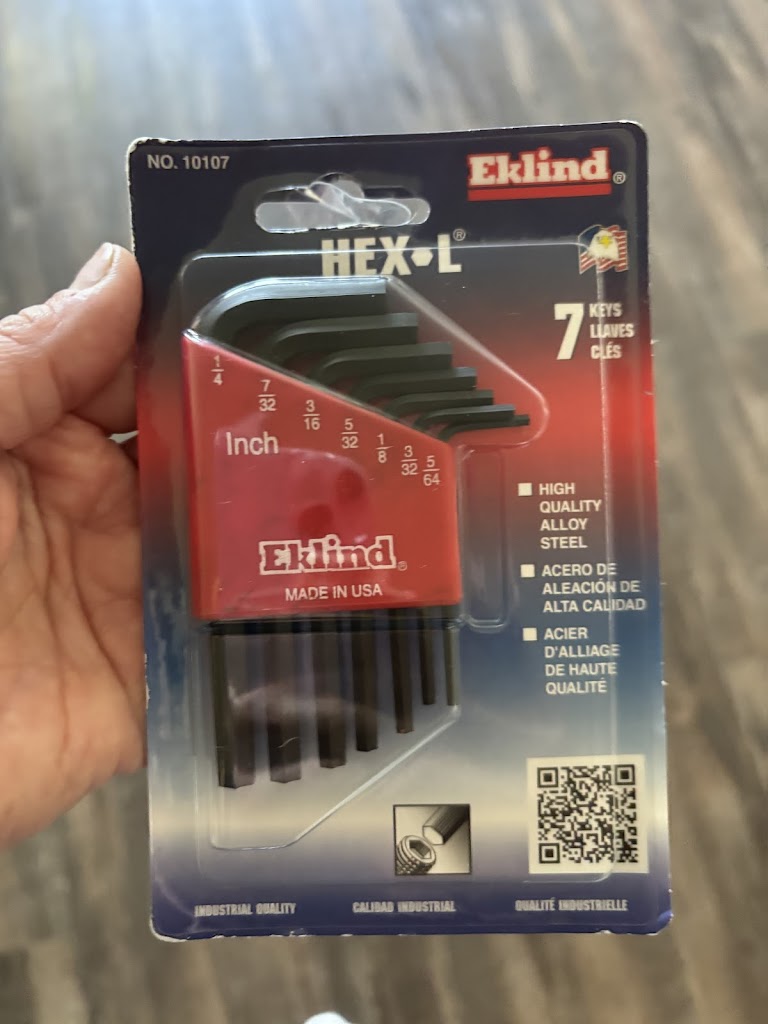 NO. 10107
Eklind®
HEX•L®
7 KEYS
LLAVES
CLÉS
1/4
7/32
3/16
5/32
1/8
3/32
5/64
Inch
Eklind®
MADE IN USA
HIGH
QUALITY
ALLOY
STEEL
ACERO DE
ALEACIÓN DE
ALTA CALIDAD
ACIER
D'ALLIAGE
DE HAUTE
QUALITÉ
INDUSTRIAL QUALITY
CALIDAD INDUSTRIAL
QUALITÉ INDUSTRIELLE